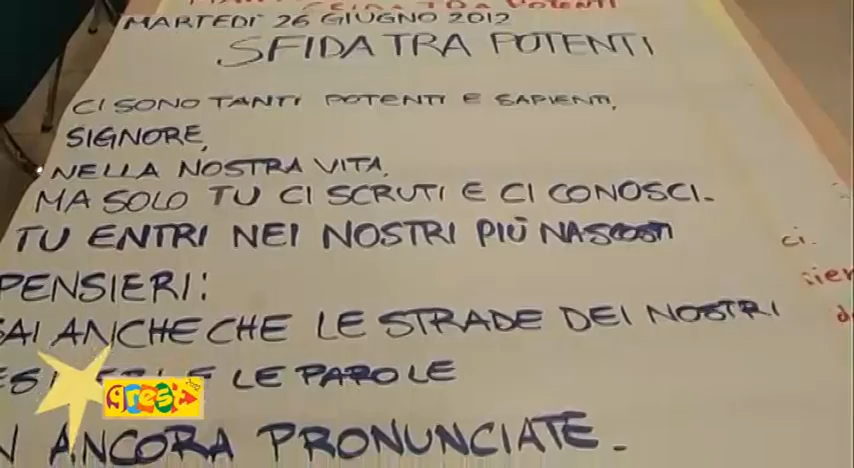 MARTEDI' 26 GIUGNO 2012
SFIDA TRA POTENTI
CI SONO TANTI POTENTI E SAPIENTI,
SIGNORE,
NELLA NOSTRA VITA,
MA SOLO TU CI SCRUTI E CI CONOSCI.
TU ENTRI NEI NOSTRI PIÙ NASCOSTI
ci.
PENSIERI:
SAI ANCHE CHE LE STRADE DEI NOSTRI
E LE PAROLE
grest
ANCORA PRONUNCIATE.